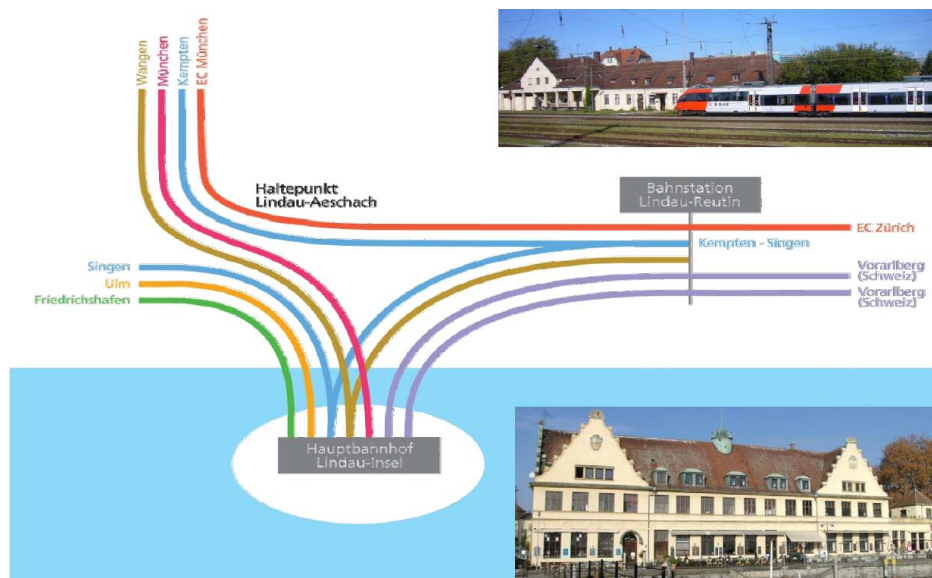 Wangen
München
Kempten
EC München
Haltepunkt
Lindau-Aeschach
Bahnstation
Lindau-Reutin
EC Zürich
Kempten - Singen
Singen
Ulm
Friedrichshafen
Vorarlberg
(Schweiz)
Vorarlberg
(Schweiz)
Hauptbahnhof
Lindau-Insel